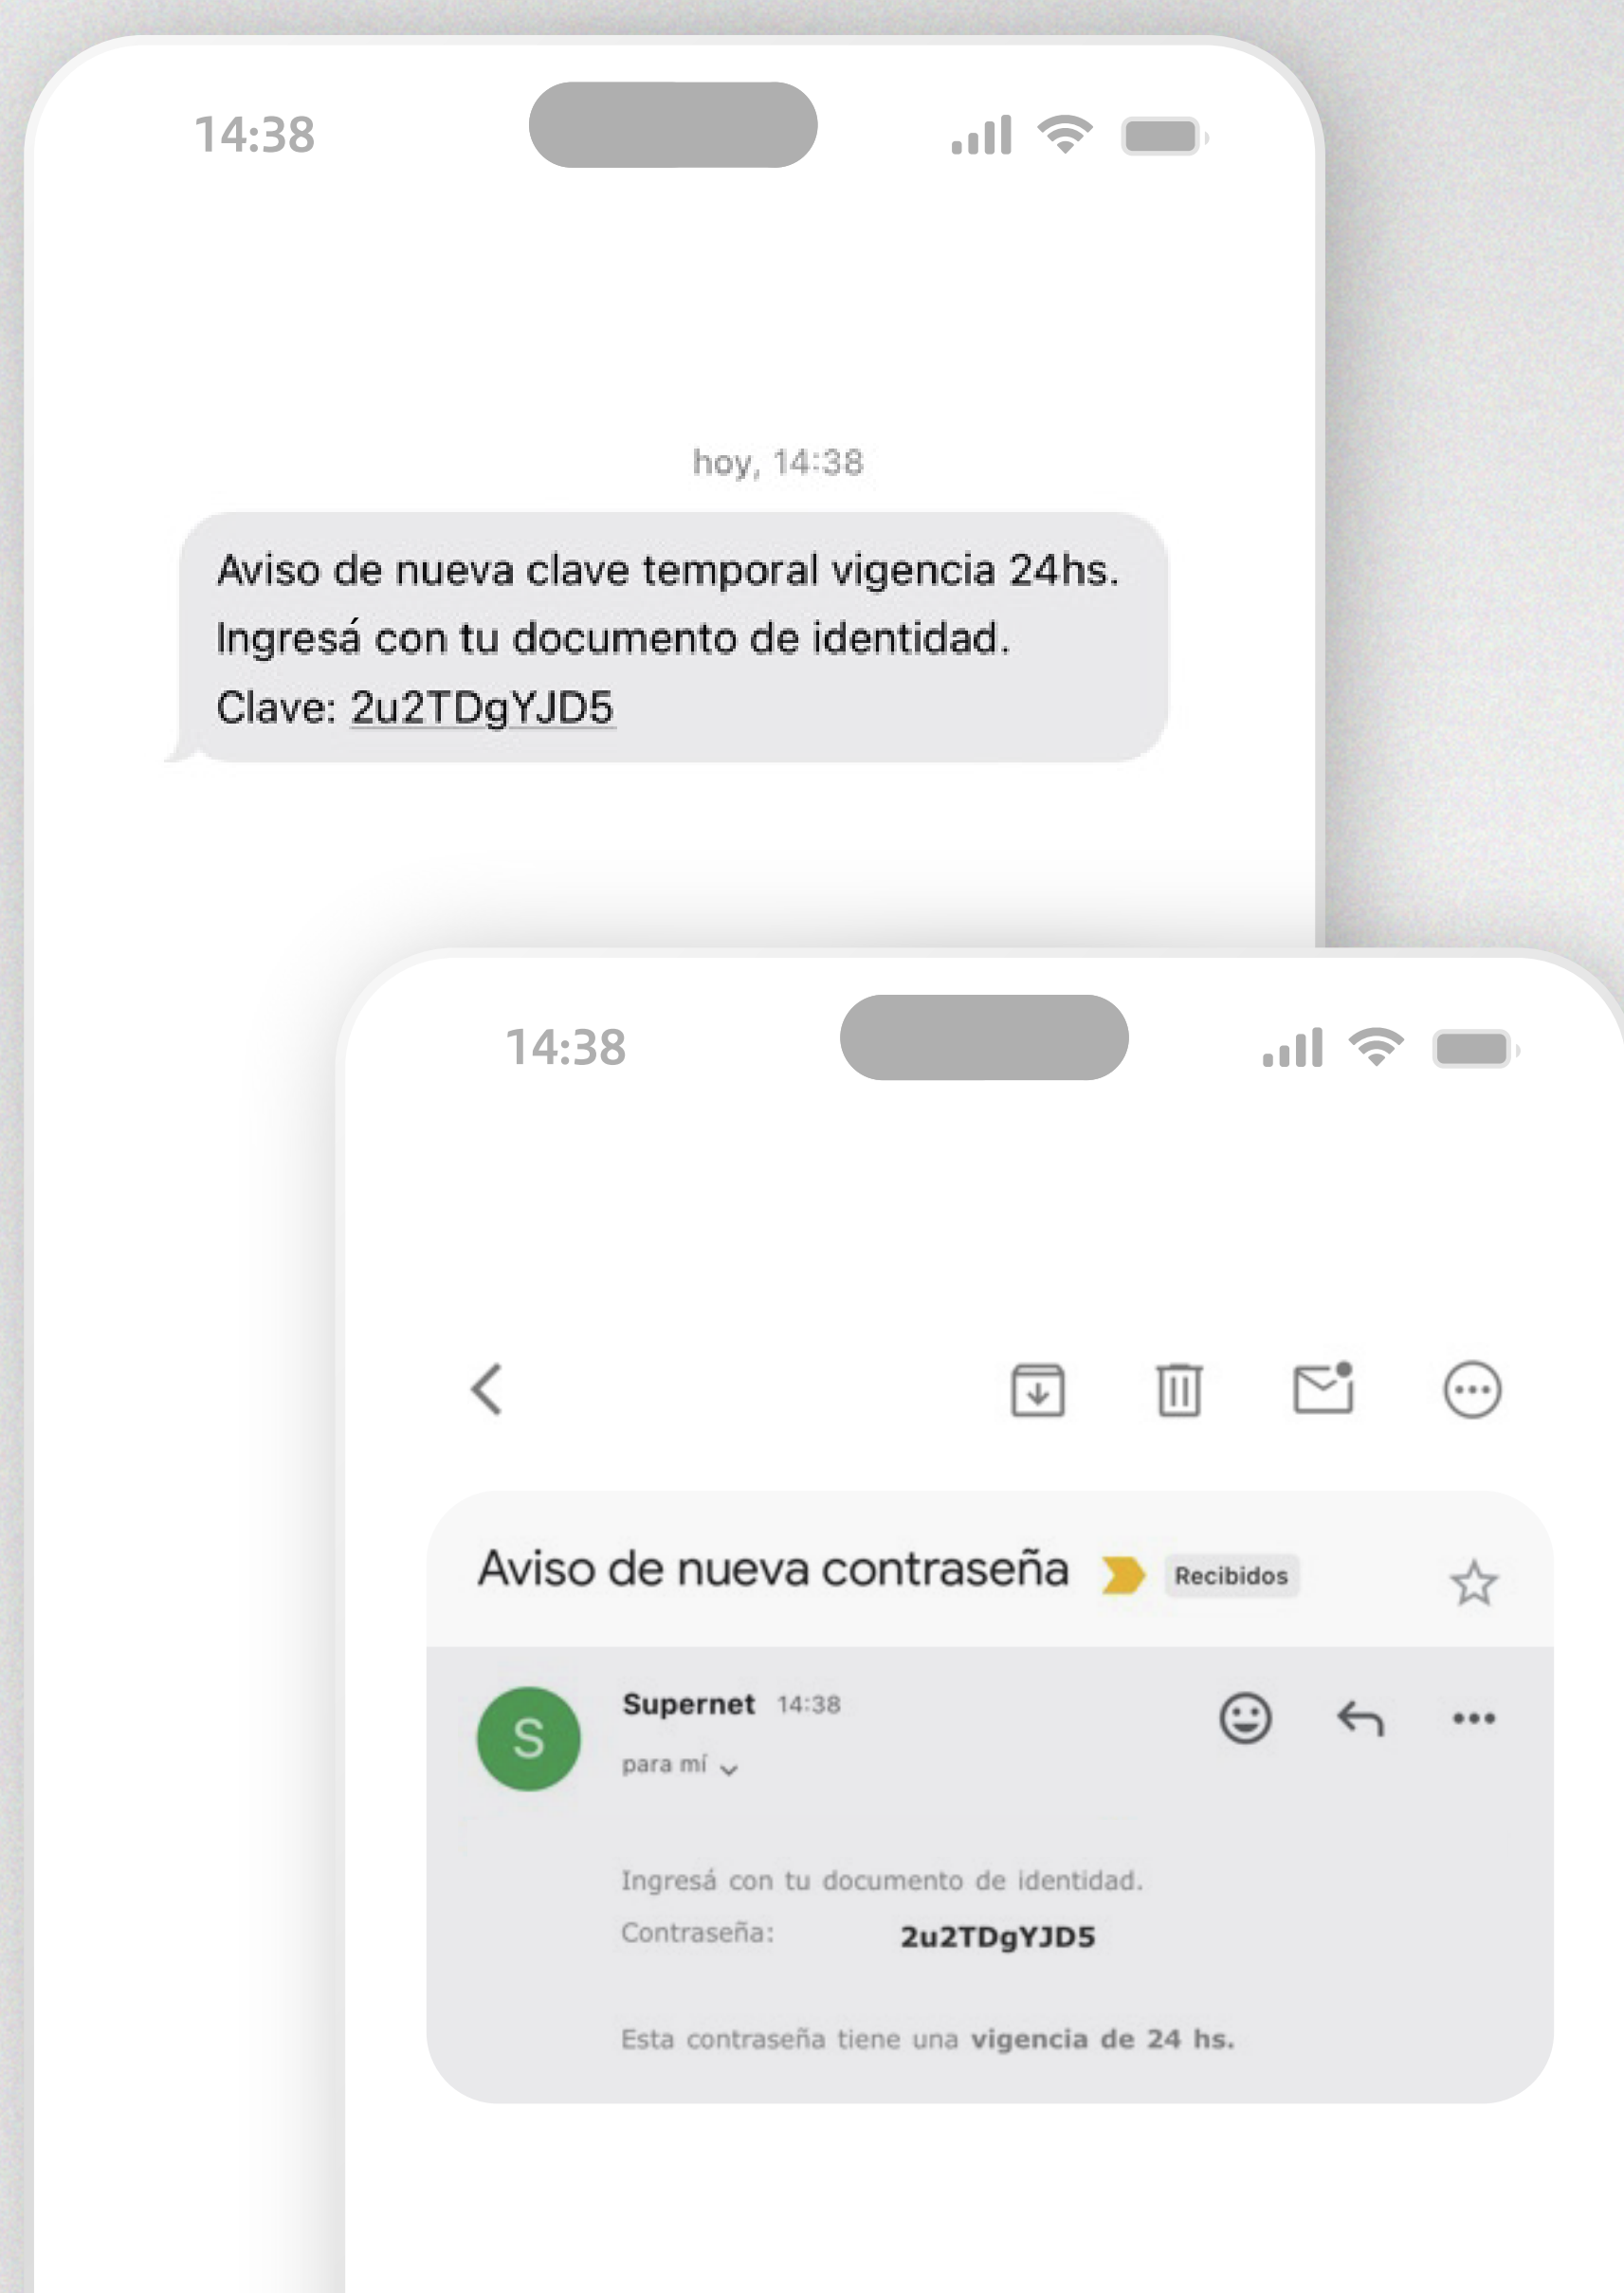 14:38
hoy, 14:38
Aviso de nueva clave temporal vigencia 24hs.
Ingresá con tu documento de identidad.
Clave: 2u2TDgYJD5
14:38
Aviso de nueva contraseña Recibidos
S
Supernet 14:38
para mí
Ingresá con tu documento de identidad.
Contraseña: 2u2TDgYJD5
Esta contraseña tiene una vigencia de 24 hs.